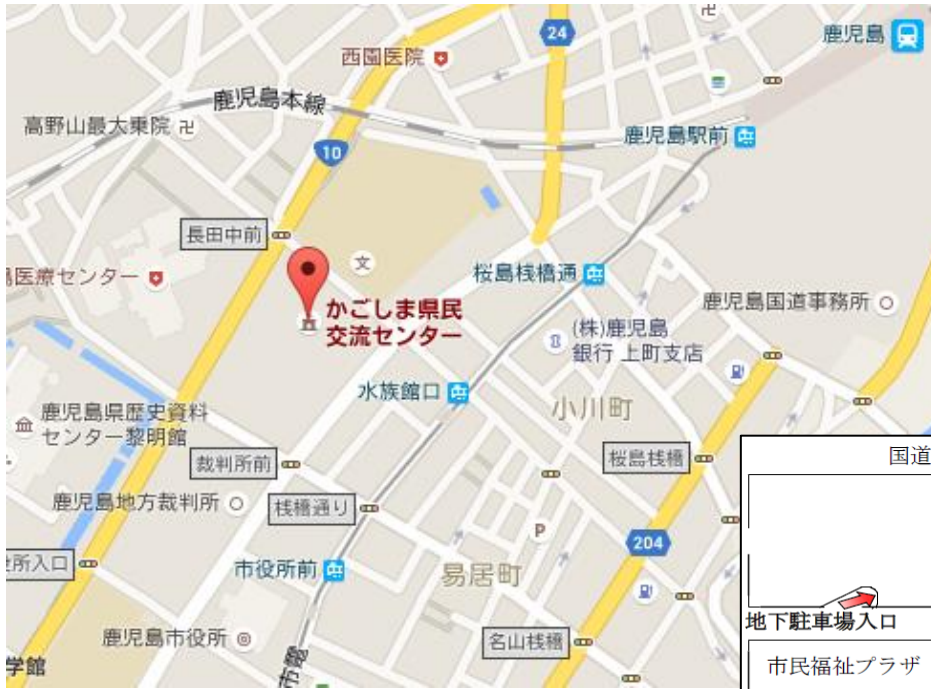 鹿児島
24
西園医院
鹿児島本線
高野山最大乗院
鹿児島駅前
10
長田中前
文
島医療センター
桜島桟橋通
鹿児島国道事務所
かごしま県民
交流センター
(株)鹿児島
銀行 上町支店
水族館口
小川町
鹿児島県歴史資料
センター黎明館
裁判所前
桜島桟橋
国道
鹿児島地方裁判所
桟橋通り
P
204
役所入口
市役所前
易居町
地下駐車場入口
鹿児島市役所
名山桟橋
市民福祉プラザ
学館
市電